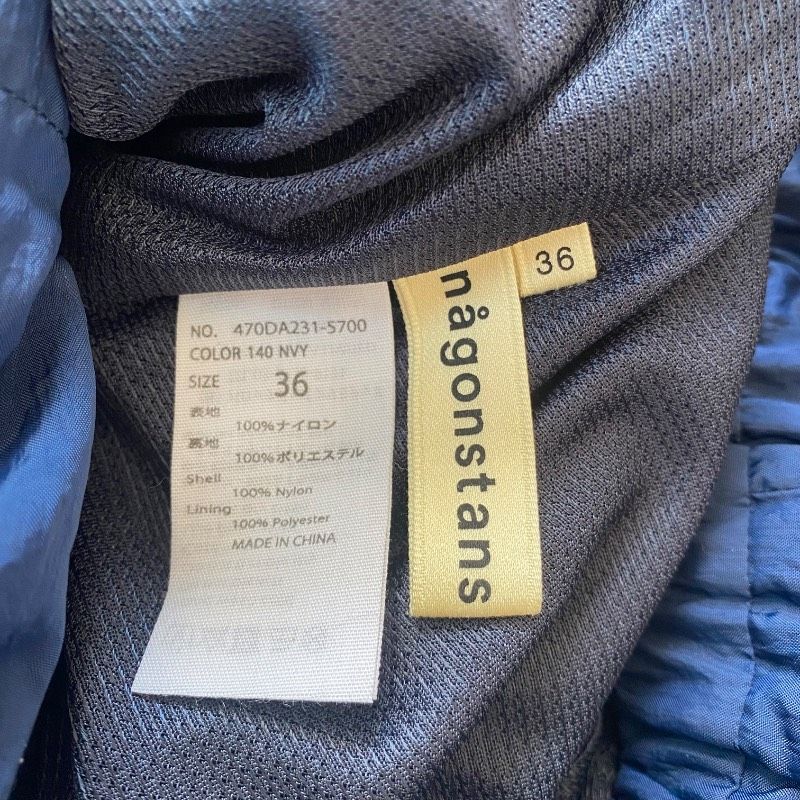 NO. 470DA231-5700
COLOR 140 NVY
SIZE 36
表地
100%ナイロン
裏地
100%ポリエステル
Shell
100% Nylon
Lining
100% Polyester
MADE IN CHINA
någonstans
36